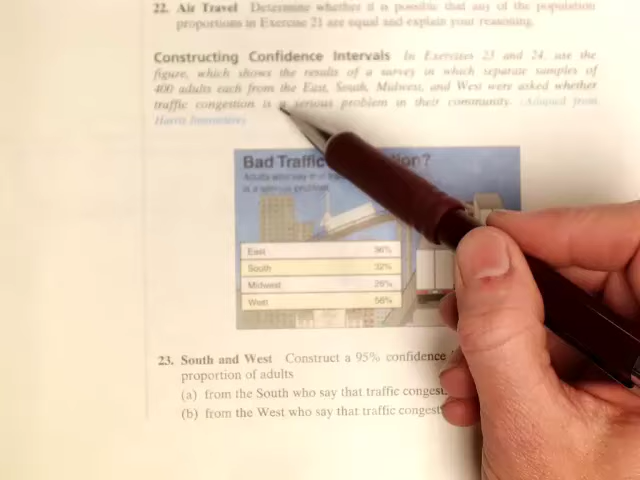 22. Air Travel Determine whether it is possible that any of the population
proportions in Exercise 21 are equal and explain your reasoning.
Constructing Confidence Intervals In Exercises 23 and 24, use the
figure, which shows the results of a survey in which separate samples of
400 adults each from the East, South, Midwest, and West were asked whether
traffic congestion is a serious problem in their community. (Adapted from
Harris Interactive)
Bad Traffic ?
Adults who say that
is a serious problem
East 36%
South 32%
Midwest 26%
West 56%
23. South and West Construct a 95% confidence
proportion of adults
(a) from the South who say that traffic
(b) from the West who say that traffic